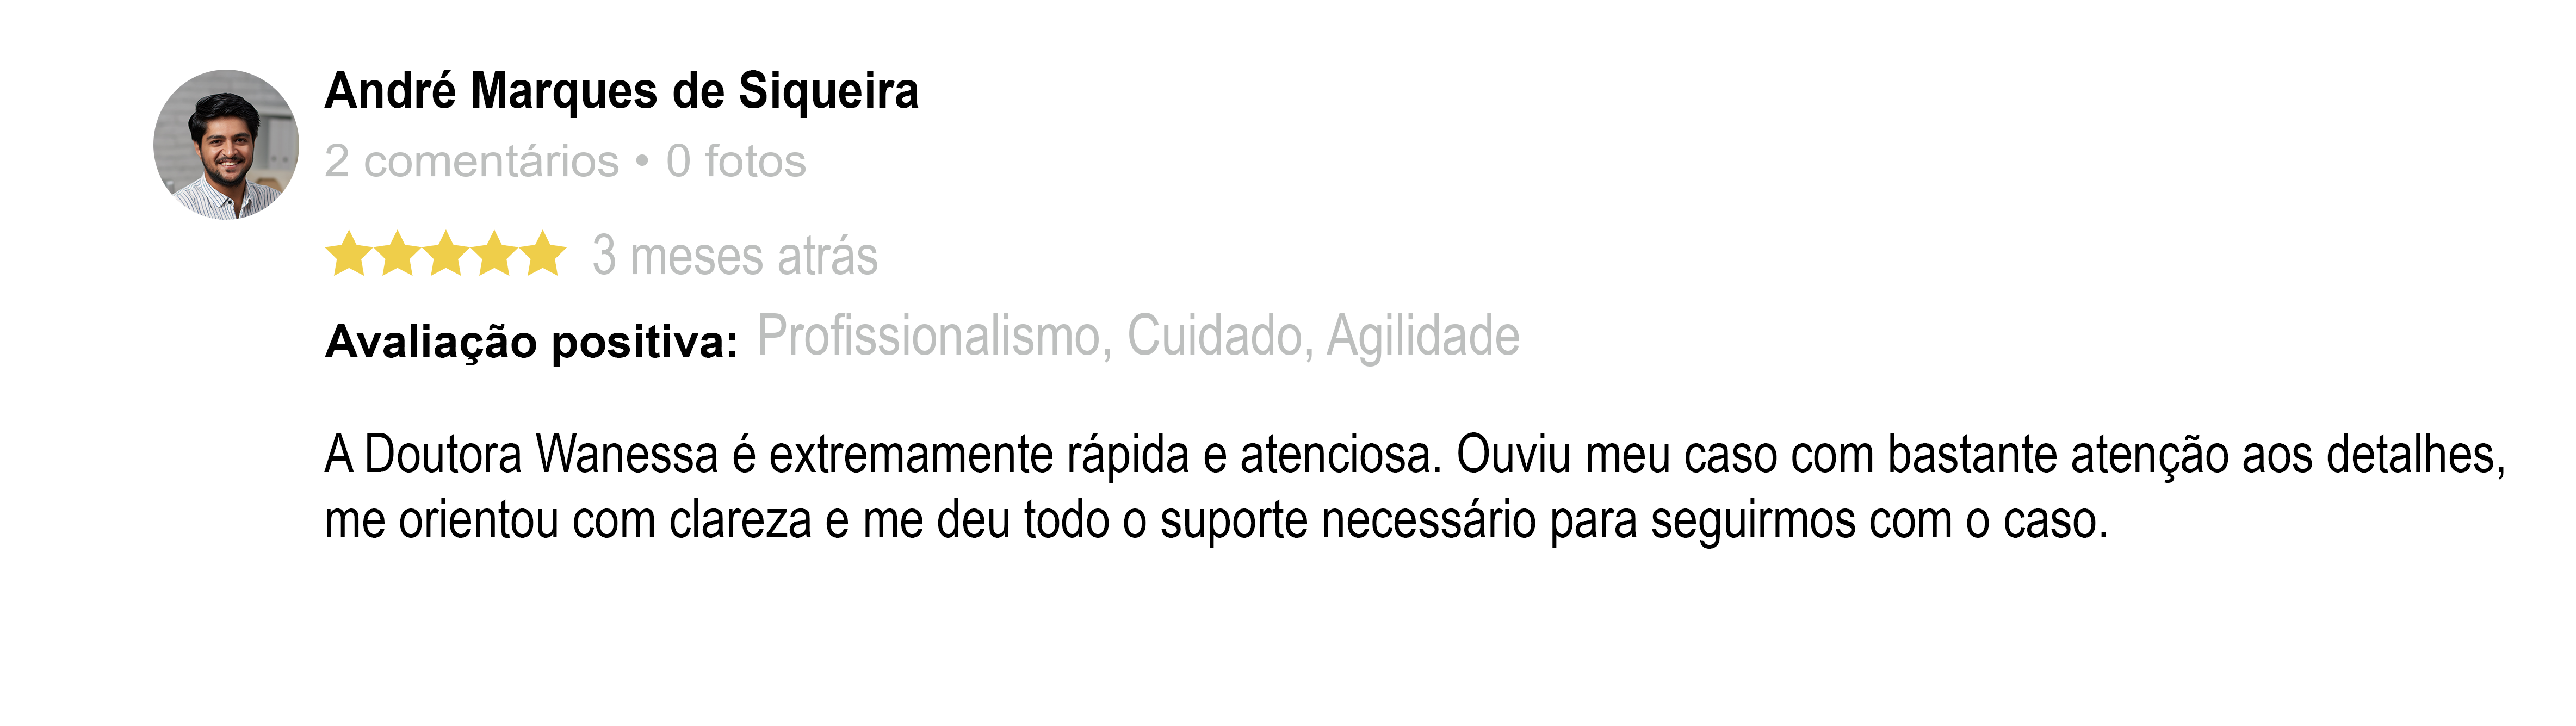 André Marques de Siqueira
2 comentários • 0 fotos
3 meses atrás
Avaliação positiva: Profissionalismo, Cuidado, Agilidade
A Doutora Wanessa é extremamente rápida e atenciosa. Ouviu meu caso com bastante atenção aos detalhes,
me orientou com clareza e me deu todo o suporte necessário para seguirmos com o caso.